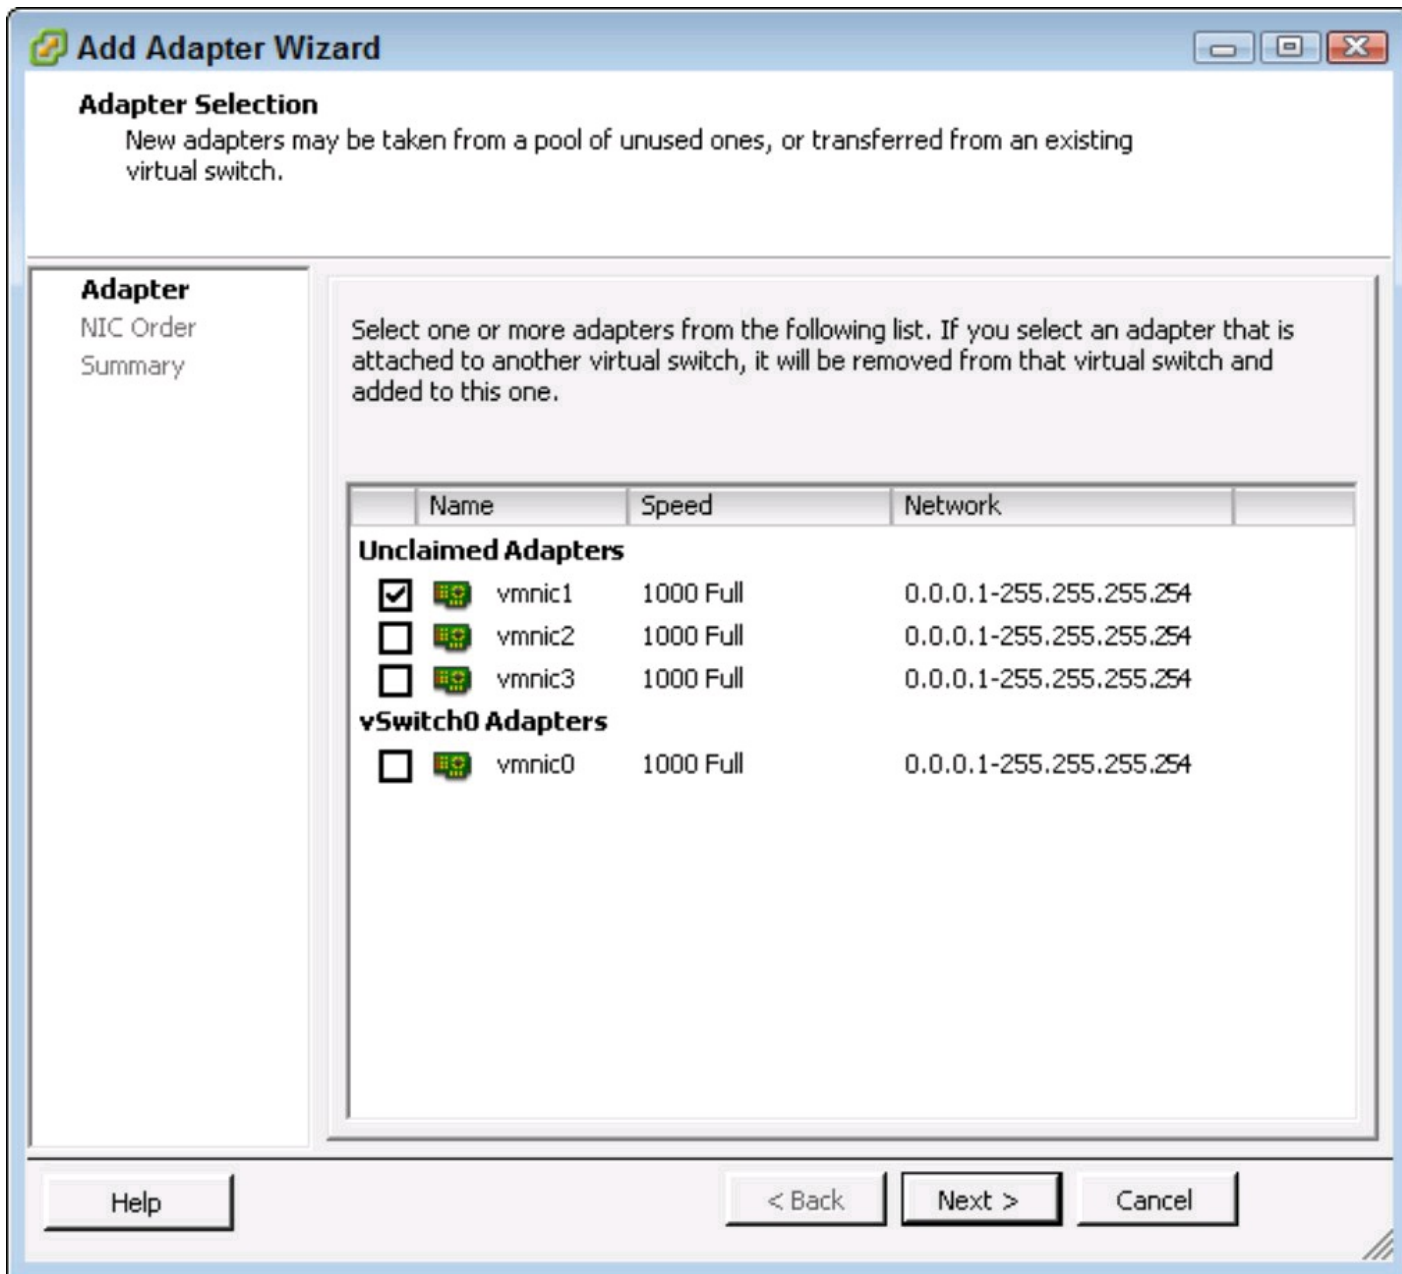 Add Adapter Wizard
Adapter Selection
New adapters may be taken from a pool of unused ones, or transferred from an existing
virtual switch.
Adapter
NIC Order
Summary
Select one or more adapters from the following list. If you select an adapter that is
attached to another virtual switch, it will be removed from that virtual switch and
added to this one.
Name Speed Network
Unclaimed Adapters
vmnic1 1000 Full 0.0.0.1-255.255.255.254
vmnic2 1000 Full 0.0.0.1-255.255.255.254
vmnic3 1000 Full 0.0.0.1-255.255.255.254
vSwitch0 Adapters
vmnic0 1000 Full 0.0.0.1-255.255.255.254
Help < Back Next > Cancel